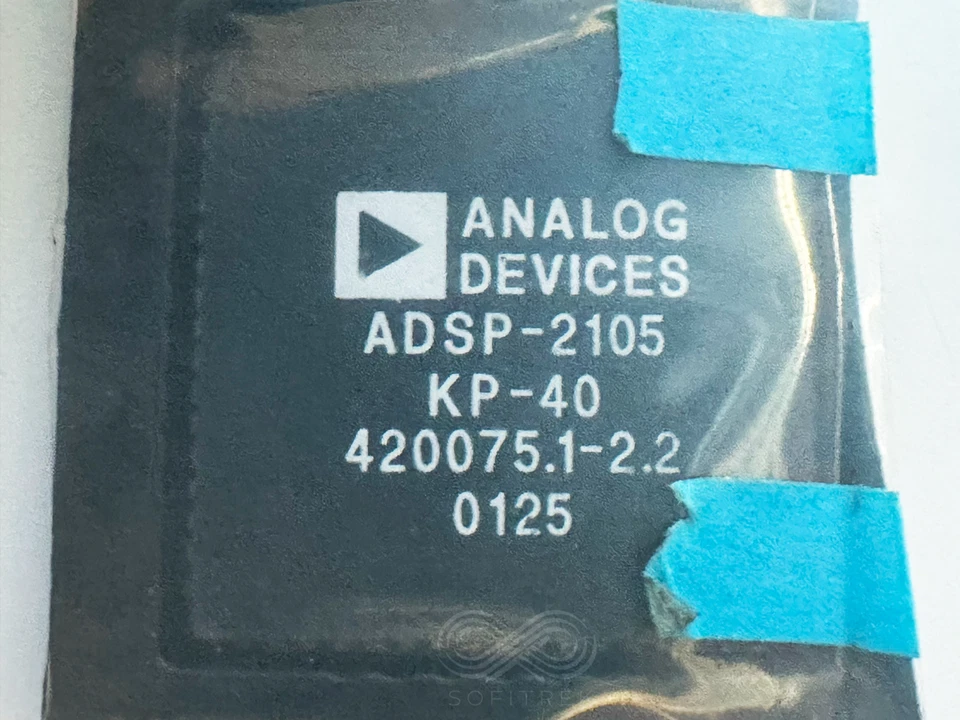 ANALOG
DEVICES
ADSP-2105
KP-40
420075.1-2.2
0125